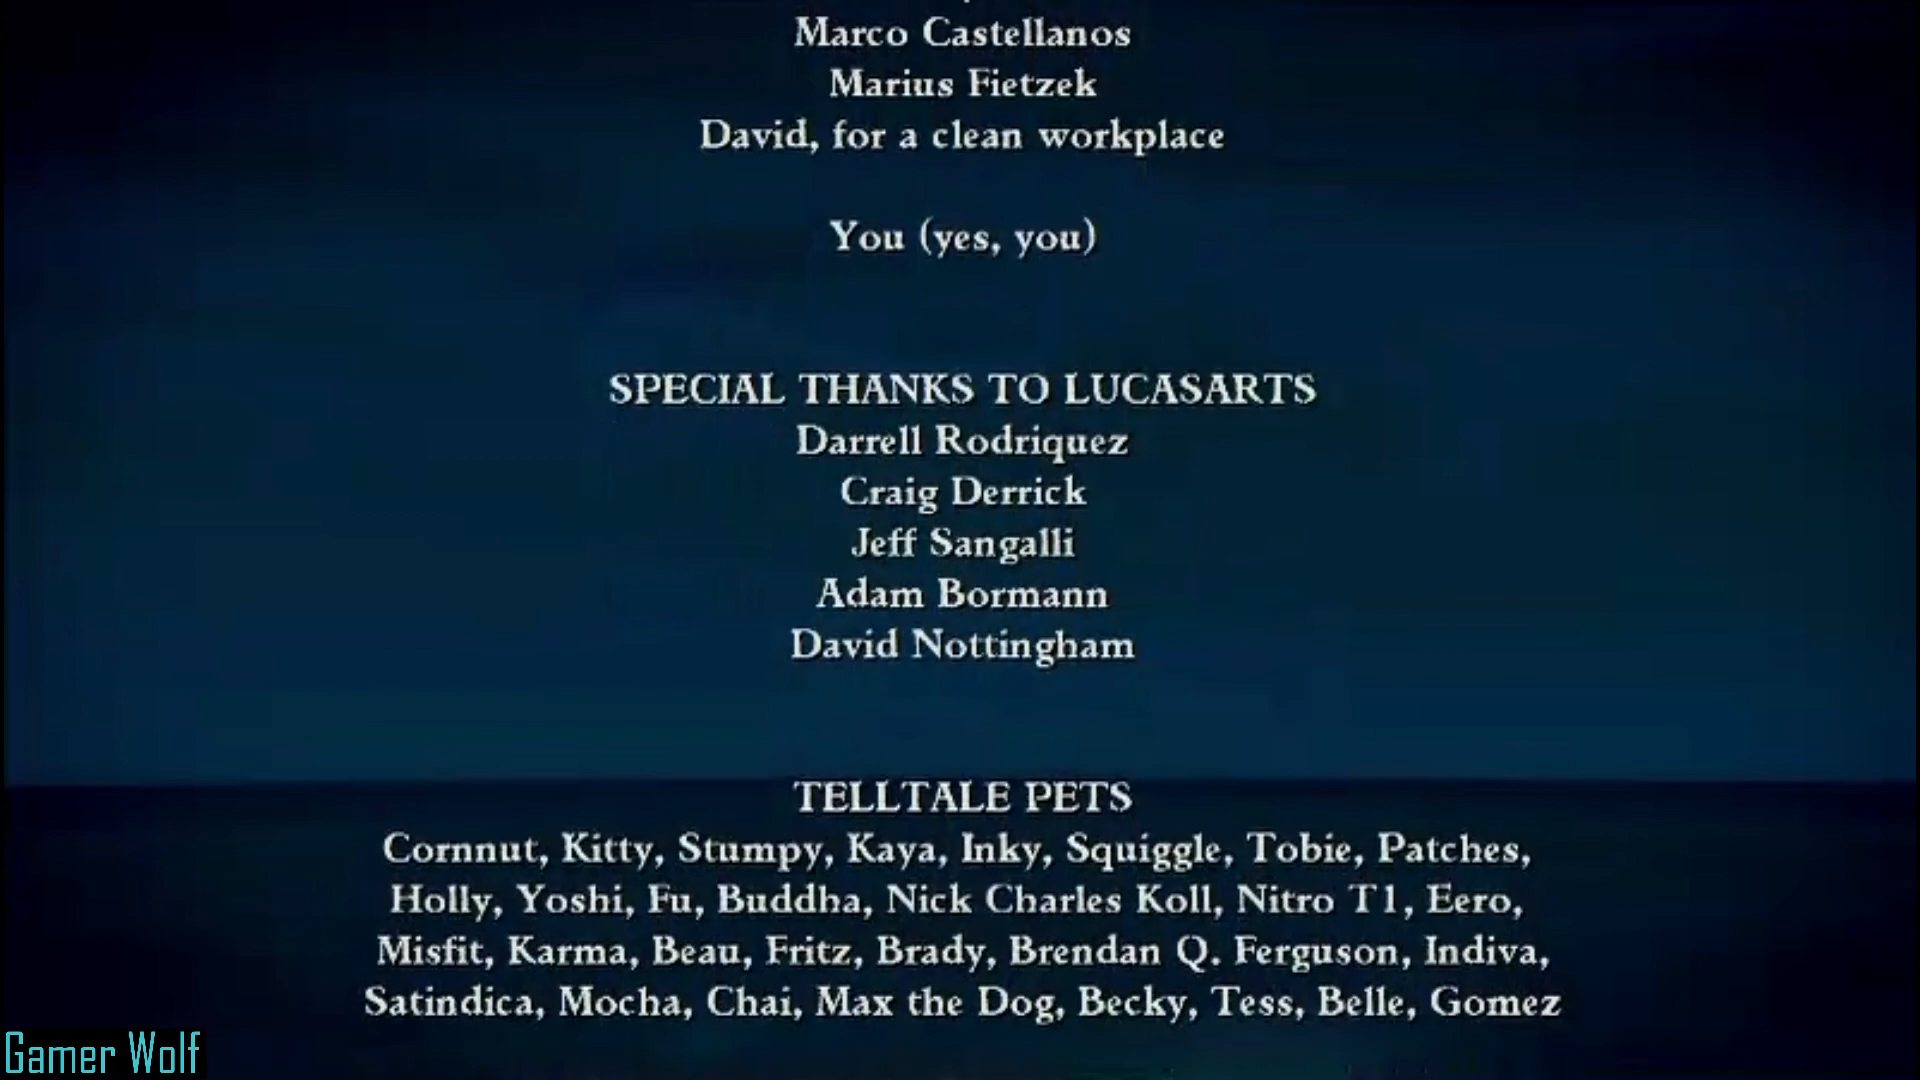 Marco Castellanos
Marius Fietzek
David, for a clean workplace
You (yes, you)
SPECIAL THANKS TO LUCASARTS
Darrell Rodriquez
Craig Derrick
Jeff Sangalli
Adam Bormann
David Nottingham
TELLTALE PETS
Cornnut, Kitty, Stumpy, Kaya, Inky, Squiggle, Tobie, Patches,
Holly, Yoshi, Fu, Buddha, Nick Charles Koll, Nitro T1, Eero,
Misfit, Karma, Beau, Fritz, Brady, Brendan Q. Ferguson, Indiva,
Satindica, Mocha, Chai, Max the Dog, Becky, Tess, Belle, Gomez
Gamer Wolf